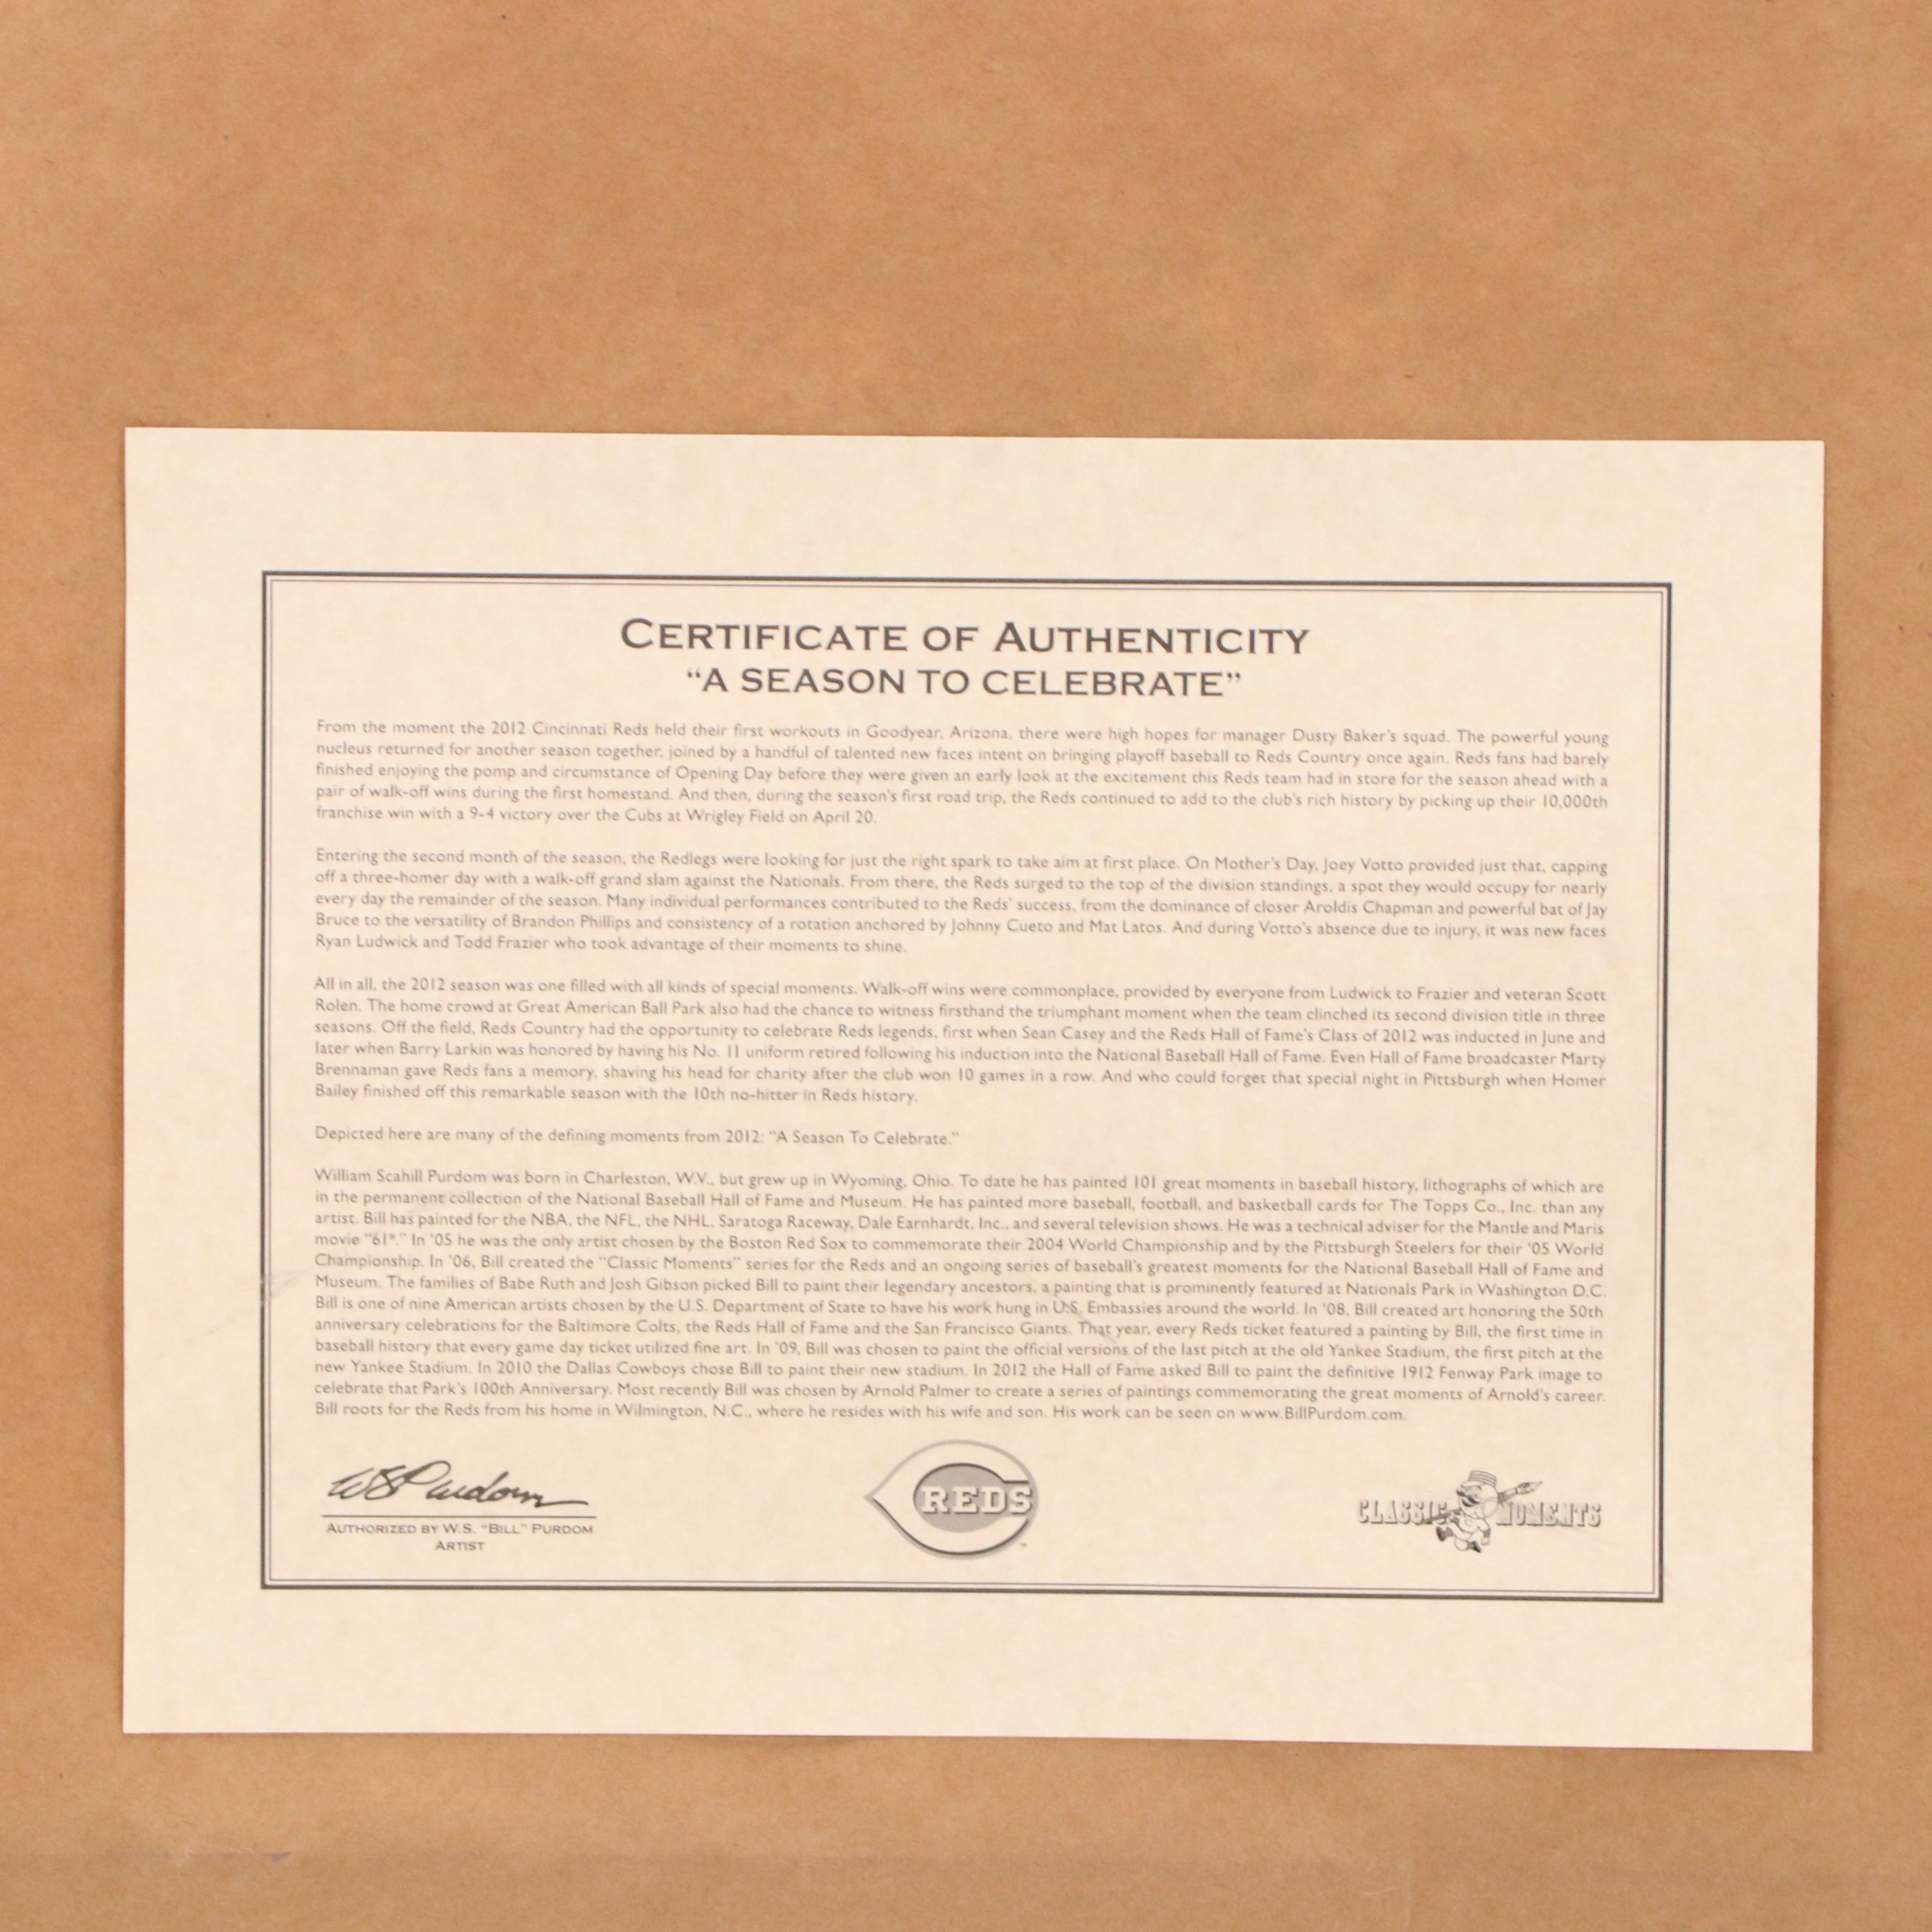 CERTIFICATE OF AUTHENTICITY
“A SEASON TO CELEBRATE”
From the moment the 2012 Cincinnati Reds held their first workouts in Goodyear, Arizona, there were high hopes for manager Dusty Baker's squad. The powerful young
nucleus returned for another season together, joined by a handful of talented new faces intent on bringing playoff baseball to Reds Country once again. Reds fans had barely
finished enjoying the pomp and circumstance of Opening Day before they were given an early look at the excitement this Reds team had in store for the season ahead with a
pair of walk-off wins during the first homestand. And then, during the season's first road trip, the Reds continued to add to the club's rich history by picking up their 10,000th
franchise win with a 9-4 victory over the Cubs at Wrigley Field on April 20.
Entering the second month of the season, the Redlegs were looking for just the right spark to take aim at first place. On Mother's Day, Joey Votto provided just that, capping
off a three-homer day with a walk-off grand slam against the Nationals. From there, the Reds surged to the top of the division standings, a spot they would occupy for nearly
every day the remainder of the season. Many individual performances contributed to the Reds' success, from the dominance of closer Aroldis Chapman and powerful bat of Jay
Bruce to the versatility of Brandon Phillips and consistency of a rotation anchored by Johnny Cueto and Mat Latos. And during Votto's absence due to injury, it was new faces
Ryan Ludwick and Todd Frazier who took advantage of their moments to shine.
All in all, the 2012 season was one filled with all kinds of special moments. Walk-off wins were commonplace, provided by everyone from Ludwick to Frazier and veteran Scott
Rolen. The home crowd at Great American Ball Park also had the chance to witness firsthand the triumphant moment when the team clinched its second division title in three
seasons. Off the field, Reds Country had the opportunity to celebrate Reds legends, first when Sean Casey and the Reds Hall of Fame's Class of 2012 was inducted in June and
later when Barry Larkin was honored by having his No. 11 uniform retired following his induction into the National Baseball Hall of Fame. Even Hall of Fame broadcaster Marty
Brennaman gave Reds fans a memory, shaving his head for charity after the club won 10 games in a row. And who could forget that special night in Pittsburgh when Homer
Bailey finished off this remarkable season with the 10th no-hitter in Reds history.
Depicted here are many of the defining moments from 2012: “A Season To Celebrate.”
William Scahill Purdom was born in Charleston, W.V., but grew up in Wyoming, Ohio. To date he has painted 101 great moments in baseball history, lithographs of which are
in the permanent collection of the National Baseball Hall of Fame and Museum. He has painted more baseball, football, and basketball cards for The Topps Co., Inc. than any
artist. Bill has painted for the NBA, the NFL, the NHL, Saratoga Raceway, Dale Earnhardt, Inc., and several television shows. He was a technical adviser for the Mantle and Maris
movie “61*.” In '05 he was the only artist chosen by the Boston Red Sox to commemorate their 2004 World Championship and by the Pittsburgh Steelers for their '05 World
Championship. In '06, Bill created the “Classic Moments” series for the Reds and an ongoing series of baseball's greatest moments for the National Baseball Hall of Fame and
Museum. The families of Babe Ruth and Josh Gibson picked Bill to paint their legendary ancestors, a painting that is prominently featured at Nationals Park in Washington D.C.
Bill is one of nine American artists chosen by the U.S. Department of State to have his work hung in U.S. Embassies around the world. In '08, Bill created art honoring the 50th
anniversary celebrations for the Baltimore Colts, the Reds Hall of Fame and the San Francisco Giants. That year, every Reds ticket featured a painting by Bill, the first time in
baseball history that every game day ticket utilized fine art. In '09, Bill was chosen to paint the official versions of the last pitch at the old Yankee Stadium, the first pitch at the
new Yankee Stadium. In 2010 the Dallas Cowboys chose Bill to paint their new stadium. In 2012 the Hall of Fame asked Bill to paint the definitive 1912 Fenway Park image to
celebrate that Park's 100th Anniversary. Most recently Bill was chosen by Arnold Palmer to create a series of paintings commemorating the great moments of Arnold's career.
Bill roots for the Reds from his home in Wilmington, N.C., where he resides with his wife and son. His work can be seen on www.BillPurdom.com.
WSPurdom
AUTHORIZED BY W.S. “BILL” PURDOM
ARTIST
REDS
™
CLASSIC MOMENTS